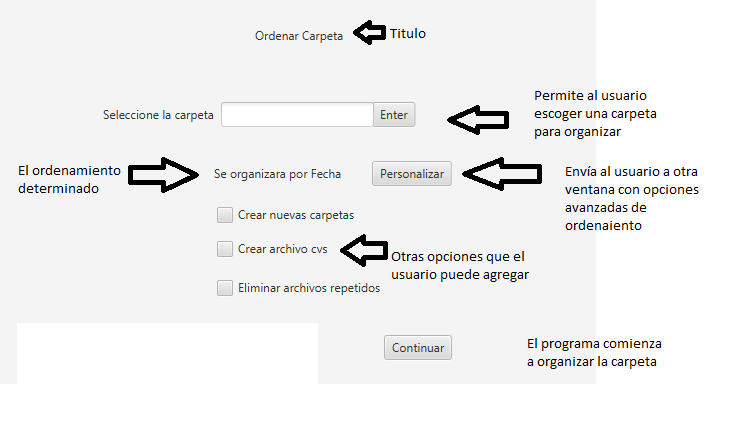 Ordenar Carpeta
Titulo
Seleccione la carpeta
Enter
Permite al usuario
escoger una carpeta
para organizar
El ordenamiento
determinado
Se organizara por Fecha
Personalizar
Envía al usuario a otra
ventana con opciones
avanzadas de
ordenaiento
Crear nuevas carpetas
Crear archivo cvs
Otras opciones que el
usuario puede agregar
Eliminar archivos repetidos
Continuar
El programa comienza
a organizar la carpeta